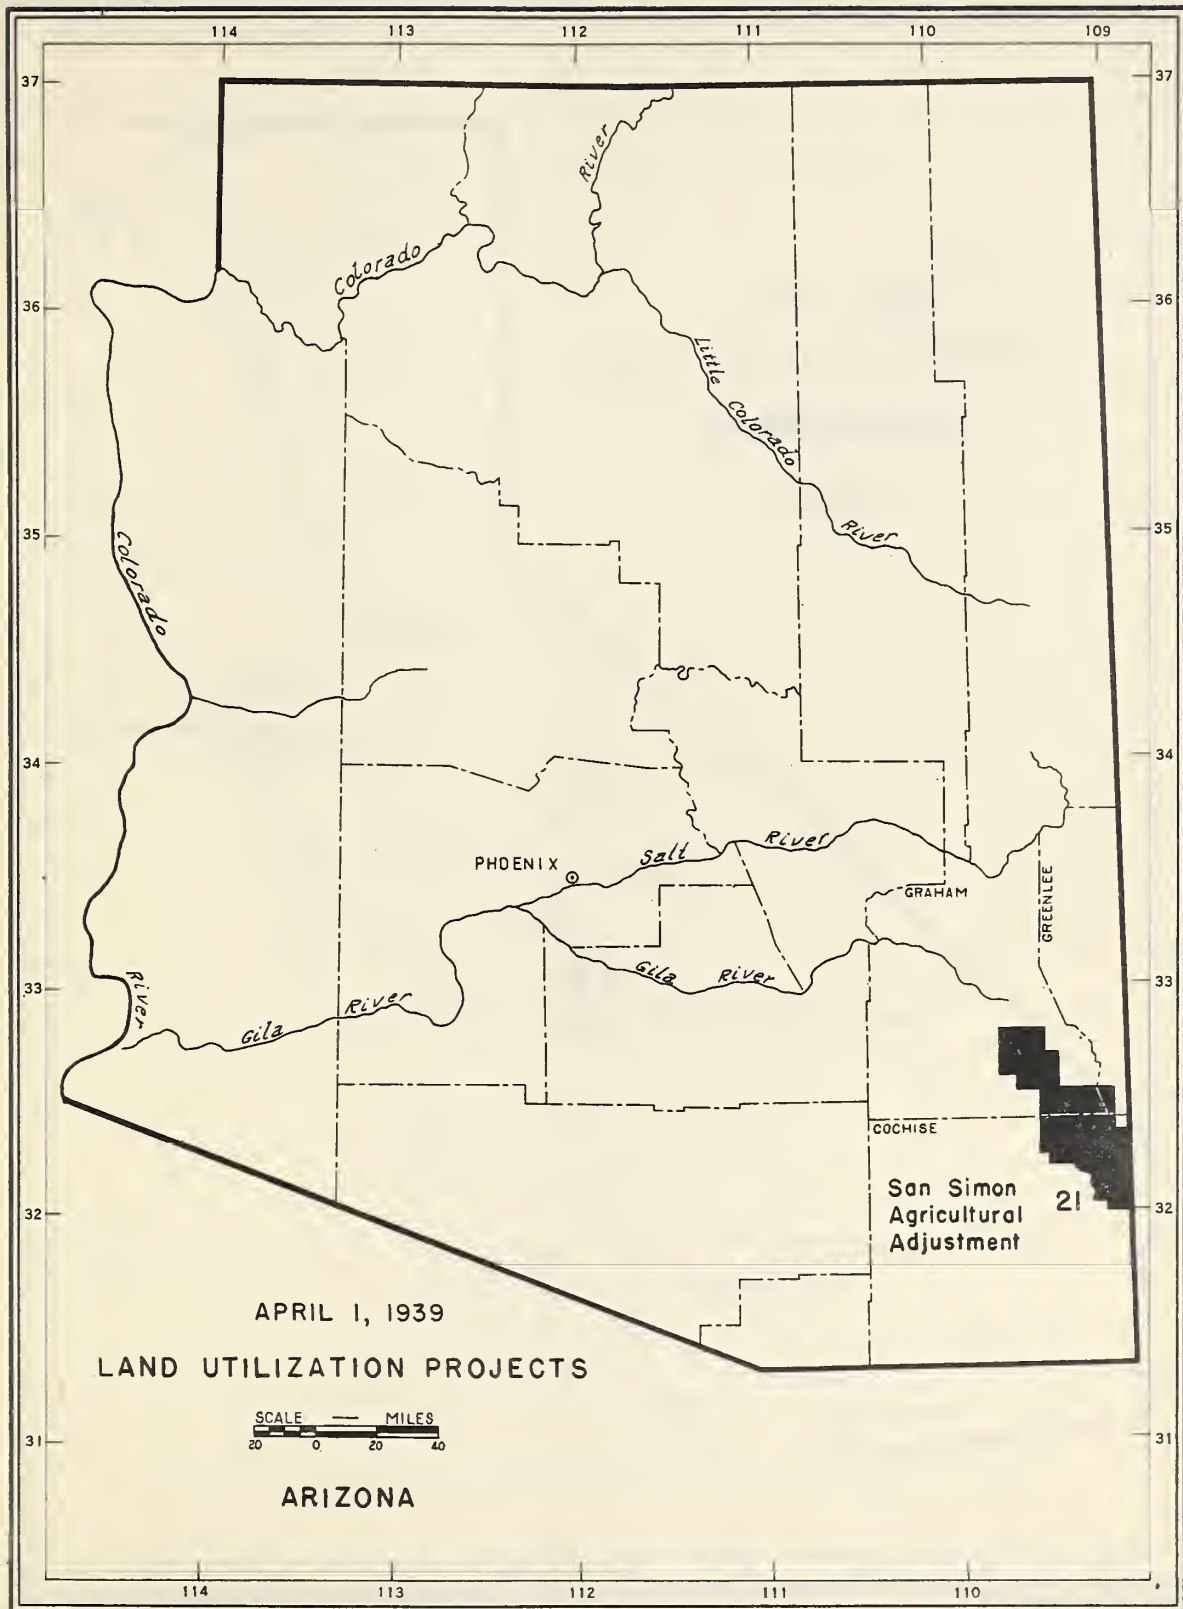 114 113 112 111 110 109
37 37
River
Colorado
36 36
Little
Colorado
River
35 35
Colorado
34 34
Salt River
PHOENIX
GRAHAM
GREENLEE
Gila River
33 33
River
Gila River
COCHISE
San Simon 21
Agricultural
Adjustment
32 32
APRIL 1, 1939
LAND UTILIZATION PROJECTS
SCALE — MILES
20 0 20 40
31 31
ARIZONA
114 113 112 111 110